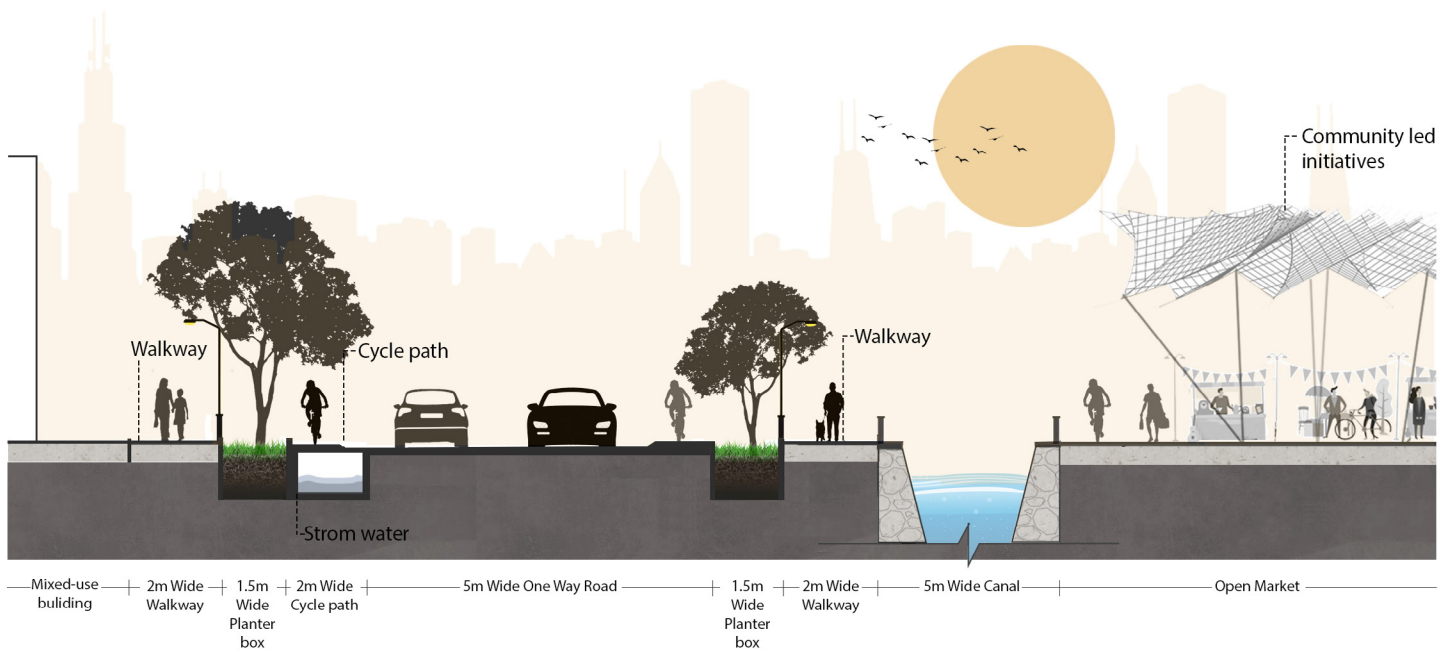 Community led
initiatives
Walkway
Cycle path
Walkway
Strom water
Mixed-use
buliding
2m Wide
Walkway
1.5m
Wide
Planter
box
2m Wide
Cycle path
5m Wide One Way Road
1.5m
Wide
Planter
box
2m Wide
Walkway
5m Wide Canal
Open Market